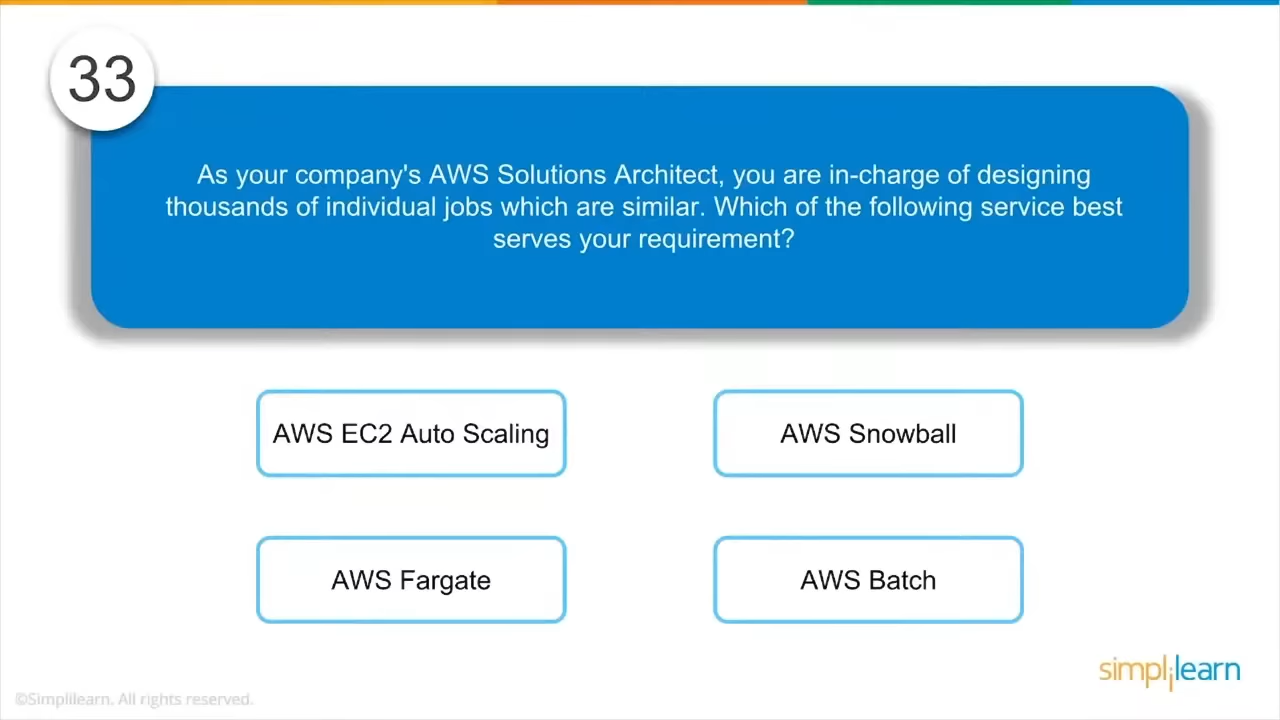 33
As your company's AWS Solutions Architect, you are in-charge of designing
thousands of individual jobs which are similar. Which of the following service best
serves your requirement?
AWS EC2 Auto Scaling
AWS Snowball
AWS Fargate
AWS Batch
simplilearn
©Simplilearn. All rights reserved.